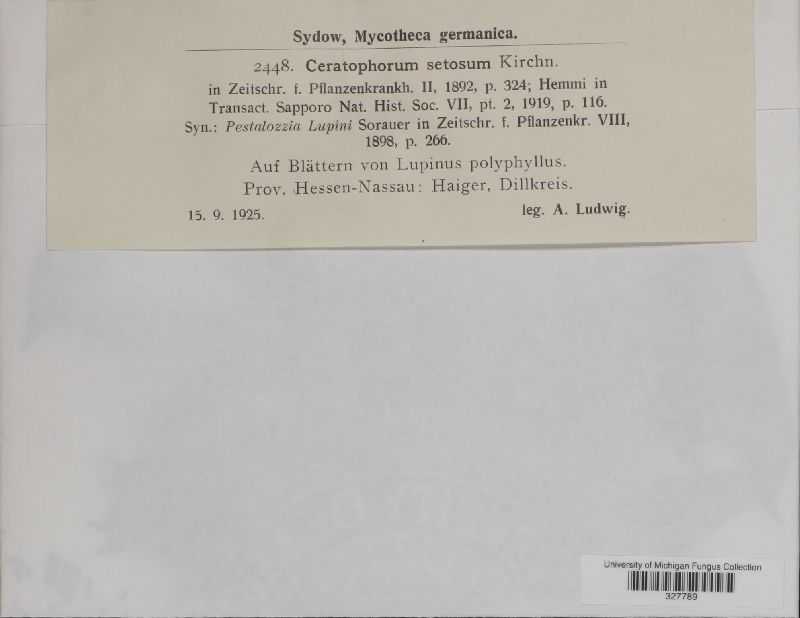 Sydow, Mycotheca germanica.
2448. Ceratophorum setosum Kirchn.
in Zeitschr. f. Pflanzenkrankh. II, 1892, p. 324; Hemmi in
Transact. Sapporo Nat. Hist. Soc. VII, pt. 2, 1919, p. 116.
Syn.: Pestalozzia Lupini Sorauer in Zeitschr. f. Pflanzenkr. VIII,
1898, p. 266.
Auf Blättern von Lupinus polyphyllus.
Prov. Hessen-Nassau: Haiger, Dillkreis.
15. 9. 1925. leg. A. Ludwig.
University of Michigan Fungus Collection
327789